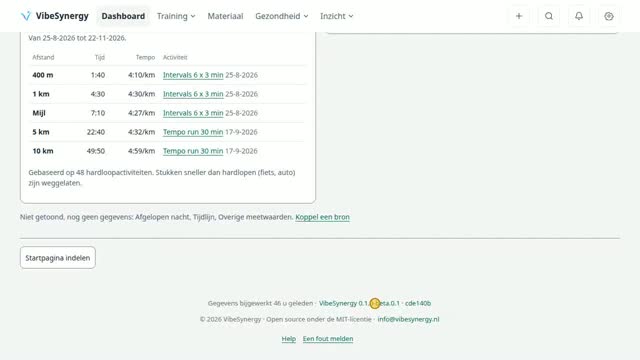 VibeSynergy Dashboard Training Materiaal Gezondheid Inzicht
Van 25-8-2026 tot 22-11-2026.
Afstand Tijd Tempo Activiteit
400 m 1:40 4:10/km Intervals 6 x 3 min 25-8-2026
1 km 4:30 4:30/km Intervals 6 x 3 min 25-8-2026
Mijl 7:10 4:27/km Intervals 6 x 3 min 25-8-2026
5 km 22:40 4:32/km Tempo run 30 min 17-9-2026
10 km 49:50 4:59/km Tempo run 30 min 17-9-2026
Gebaseerd op 48 hardloopactiviteiten. Stukken sneller dan hardlopen (fiets, auto)
zijn weggelaten.
Niet getoond, nog geen gegevens: Afgelopen nacht, Tijdlijn, Overige meetwaarden. Koppel een bron
Startpagina indelen
Gegevens bijgewerkt 46 u geleden · VibeSynergy · cde140b
© 2026 VibeSynergy · Open source onder de MIT-licentie · info@vibesynergy.nl
Help Een fout melden